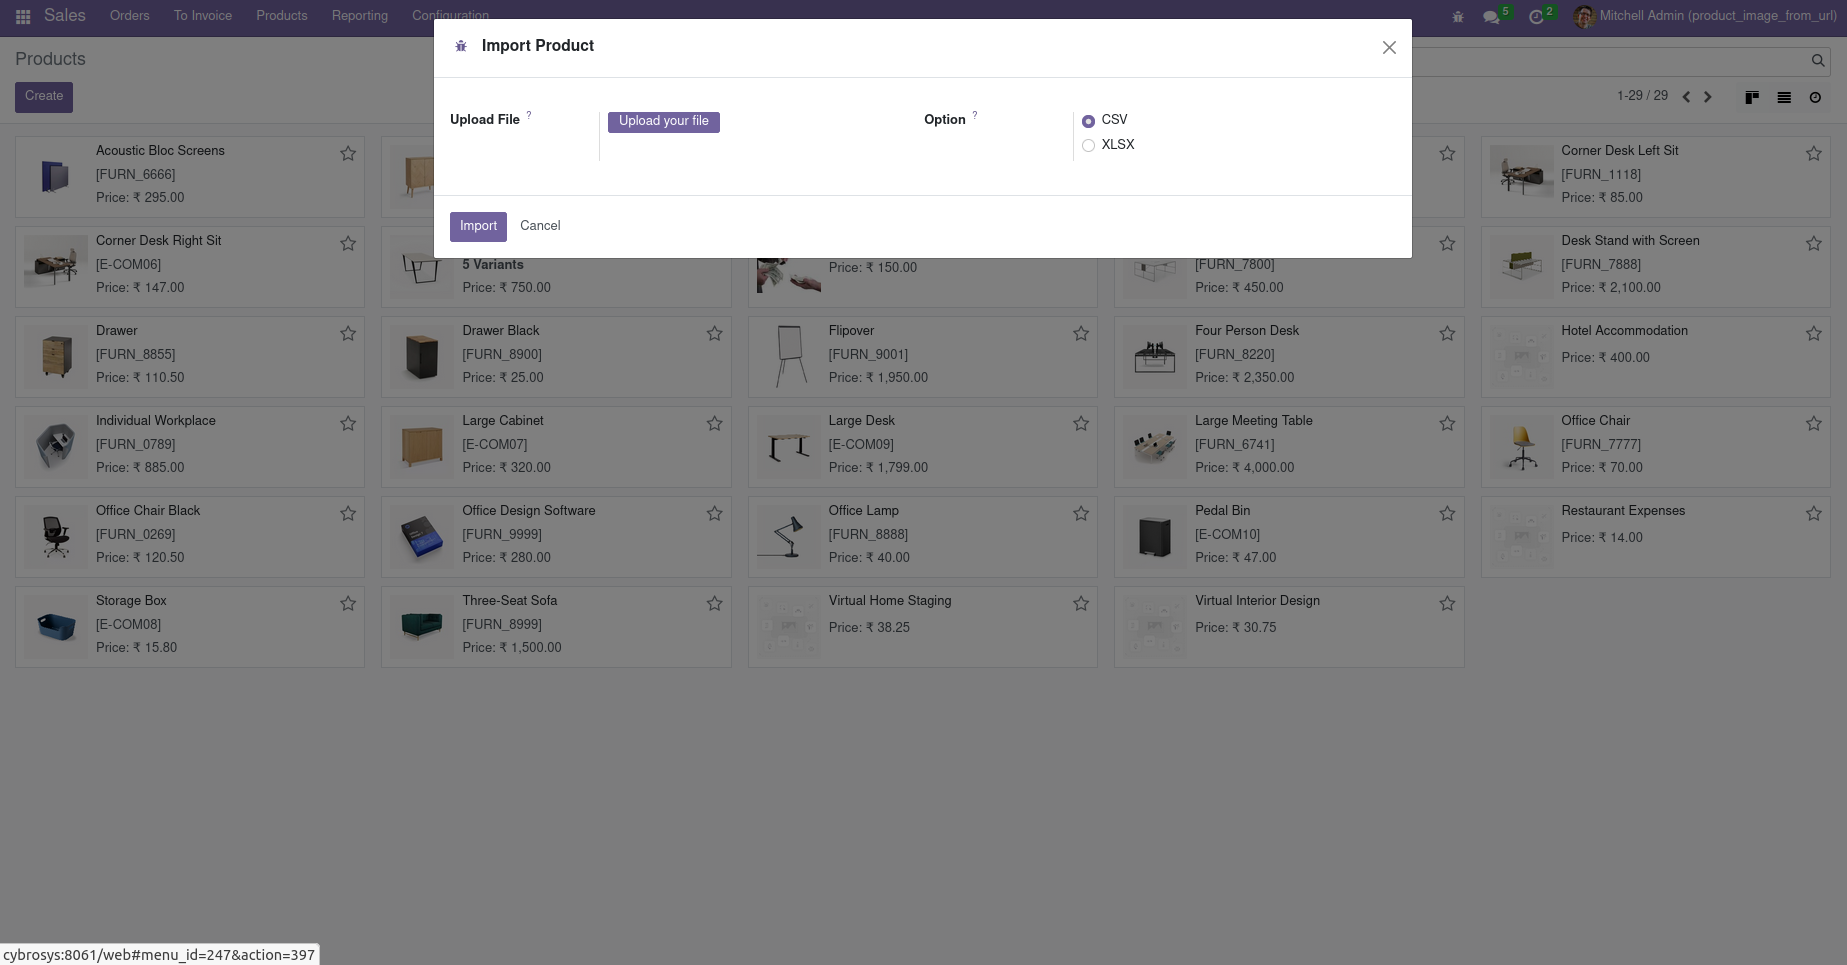 Sales Orders To Invoice Products Reporting Configuration 5 2 Mitchell Admin (product_image_from_url)
Import Product
Products
Create
1-29 / 29
Upload File ? Upload your file Option ? CSV
XLSX
Import Cancel
Acoustic Bloc Screens
[FURN_6666]
Price: ₹ 295.00
Corner Desk Left Sit
[FURN_1118]
Price: ₹ 85.00
Corner Desk Right Sit
[E-COM06]
Price: ₹ 147.00
5 Variants
Price: ₹ 750.00
Price: ₹ 150.00
[FURN_7800]
Price: ₹ 450.00
Desk Stand with Screen
[FURN_7888]
Price: ₹ 2,100.00
Drawer
[FURN_8855]
Price: ₹ 110.50
Drawer Black
[FURN_8900]
Price: ₹ 25.00
Flipover
[FURN_9001]
Price: ₹ 1,950.00
Four Person Desk
[FURN_8220]
Price: ₹ 2,350.00
Hotel Accommodation
Price: ₹ 400.00
Individual Workplace
[FURN_0789]
Price: ₹ 885.00
Large Cabinet
[E-COM07]
Price: ₹ 320.00
Large Desk
[E-COM09]
Price: ₹ 1,799.00
Large Meeting Table
[FURN_6741]
Price: ₹ 4,000.00
Office Chair
[FURN_7777]
Price: ₹ 70.00
Office Chair Black
[FURN_0269]
Price: ₹ 120.50
Office Design Software
[FURN_9999]
Price: ₹ 280.00
Office Lamp
[FURN_8888]
Price: ₹ 40.00
Pedal Bin
[E-COM10]
Price: ₹ 47.00
Restaurant Expenses
Price: ₹ 14.00
Storage Box
[E-COM08]
Price: ₹ 15.80
Three-Seat Sofa
[FURN_8999]
Price: ₹ 1,500.00
Virtual Home Staging
Price: ₹ 38.25
Virtual Interior Design
Price: ₹ 30.75
cybrosys:8061/web#menu_id=247&action=397